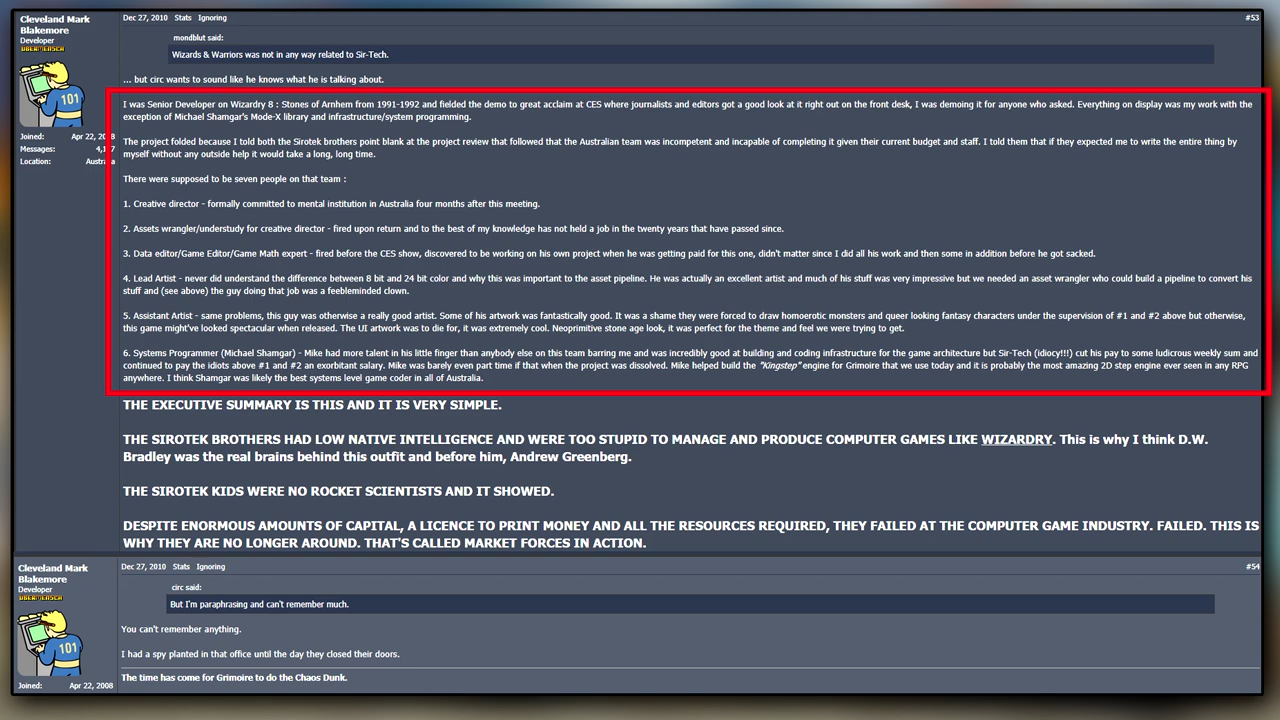 Cleveland Mark
Blakemore
Developer
ÜBERMENSCH
Joined: Apr 22, 2008
Messages:
Location: Australia
Dec 27, 2010 Stats Ignoring #53
mondblut said:
Wizards & Warriors was not in any way related to Sir-Tech.
... but circ wants to sound like he knows what he is talking about.
I was Senior Developer on Wizardry 8 : Stones of Arnhem from 1991-1992 and fielded the demo to great acclaim at CES where journalists and editors got a good look at it right out on the front desk, I was demoing it for anyone who asked. Everything on display was my work with the
exception of Michael Shamgar's Mode-X library and infrastructure/system programming.
The project folded because I told both the Sirotek brothers point blank at the project review that followed that the Australian team was incompetent and incapable of completing it given their current budget and staff. I told them that if they expected me to write the entire thing by
myself without any outside help it would take a long, long time.
There were supposed to be seven people on that team :
1. Creative director - formally committed to mental institution in Australia four months after this meeting.
2. Assets wrangler/understudy for creative director - fired upon return and to the best of my knowledge has not held a job in the twenty years that have passed since.
3. Data editor/Game Editor/Game Math expert - fired before the CES show, discovered to be working on his own project when he was getting paid for this one, didn't matter since I did all his work and then some in addition before he got sacked.
4. Lead Artist - never did understand the difference between 8 bit and 24 bit color and why this was important to the asset pipeline. He was actually an excellent artist and much of his stuff was very impressive but we needed an asset wrangler who could build a pipeline to convert his
stuff and (see above) the guy doing that job was a feebleminded clown.
5. Assistant Artist - same problems, this guy was otherwise a really good artist. Some of his artwork was fantastically good. It was a shame they were forced to draw homoerotic monsters and queer looking fantasy characters under the supervision of #1 and #2 above but otherwise,
this game might've looked spectacular when released. The UI artwork was to die for, it was extremely cool. Neoprimitive stone age look, it was perfect for the theme and feel we were trying to get.
6. Systems Programmer (Michael Shamgar) - Mike had more talent in his little finger than anybody else on this team barring me and was incredibly good at building and coding infrastructure for the game architecture but Sir-Tech (idiocy!!!) cut his pay to some ludicrous weekly sum and
continued to pay the idiots above #1 and #2 an exorbitant salary. Mike was barely even part time if that when the project was dissolved. Mike helped build the "Kingstep" engine for Grimoire that we use today and it is probably the most amazing 2D step engine ever seen in any RPG
anywhere. I think Shamgar was likely the best systems level game coder in all of Australia.
THE EXECUTIVE SUMMARY IS THIS AND IT IS VERY SIMPLE.
THE SIROTEK BROTHERS HAD LOW NATIVE INTELLIGENCE AND WERE TOO STUPID TO MANAGE AND PRODUCE COMPUTER GAMES LIKE WIZARDRY. This is why I think D.W.
Bradley was the real brains behind this outfit and before him, Andrew Greenberg.
THE SIROTEK KIDS WERE NO ROCKET SCIENTISTS AND IT SHOWED.
DESPITE ENORMOUS AMOUNTS OF CAPITAL, A LICENCE TO PRINT MONEY AND ALL THE RESOURCES REQUIRED, THEY FAILED AT THE COMPUTER GAME INDUSTRY. FAILED. THIS IS
WHY THEY ARE NO LONGER AROUND. THAT'S CALLED MARKET FORCES IN ACTION.
Cleveland Mark
Blakemore
Developer
ÜBERMENSCH
101
Joined: Apr 22, 2008
Dec 27, 2010 Stats Ignoring #54
circ said:
But I'm paraphrasing and can't remember much.
You can't remember anything.
I had a spy planted in that office until the day they closed their doors.
The time has come for Grimoire to do the Chaos Dunk.